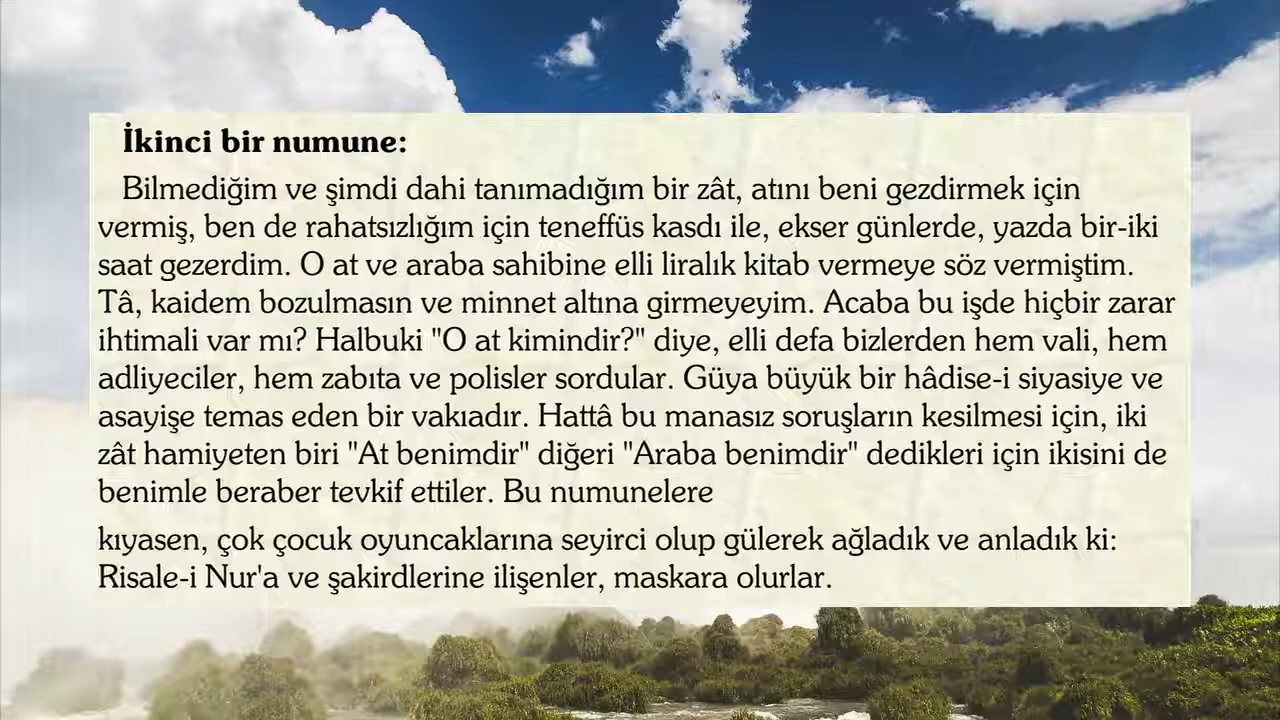 İkinci bir numune:
Bilmediğim ve şimdi dahi tanımadığım bir zât, atını beni gezdirmek için
vermiş, ben de rahatsızlığım için teneffüs kasdı ile, ekser günlerde, yazda bir-iki
saat gezerdim. O at ve araba sahibine elli liralık kitab vermeye söz vermiştim.
Tâ, kaidem bozulmasın ve minnet altına girmeyeyim. Acaba bu işde hiçbir zarar
ihtimali var mı? Halbuki "O at kimindir?" diye, elli defa bizlerden hem vali, hem
adliyeciler, hem zabıta ve polisler sordular. Güya büyük bir hâdise-i siyasiye ve
asayişe temas eden bir vakıadır. Hattâ bu manasız soruşların kesilmesi için, iki
zât hamiyeten biri "At benimdir" diğeri "Araba benimdir" dedikleri için ikisini de
benimle beraber tevkif ettiler. Bu numunelere
kıyasen, çok çocuk oyuncaklarına seyirci olup gülerek ağladık ve anladık ki:
Risale-i Nur'a ve şakirdlerine ilişenler, maskara olurlar.